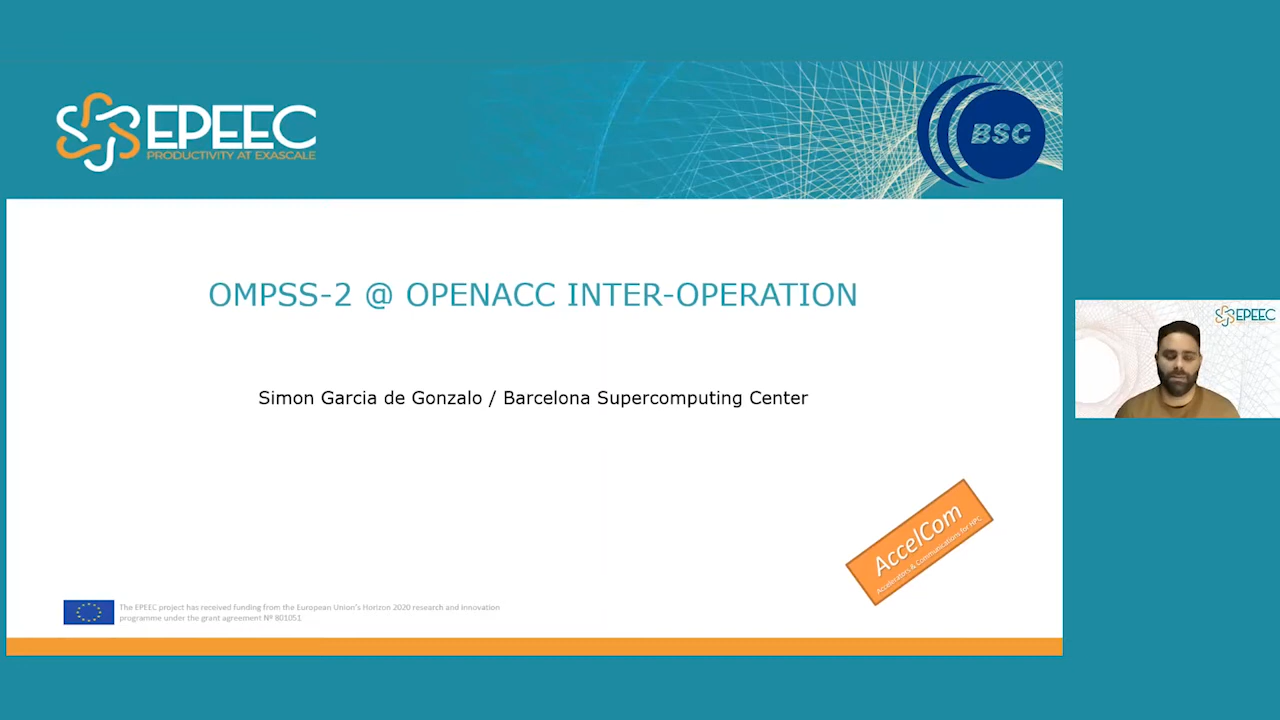 EPEEC
PRODUCTIVITY AT EXASCALE
BSC
OMPSS-2 @ OPENACC INTER-OPERATION
Simon Garcia de Gonzalo / Barcelona Supercomputing Center
EPEEC
AccelCom
Accelerators & Communications for HPC
The EPEEC project has received funding from the European Union's Horizon 2020 research and innovation
programme under the grant agreement Nº 801051